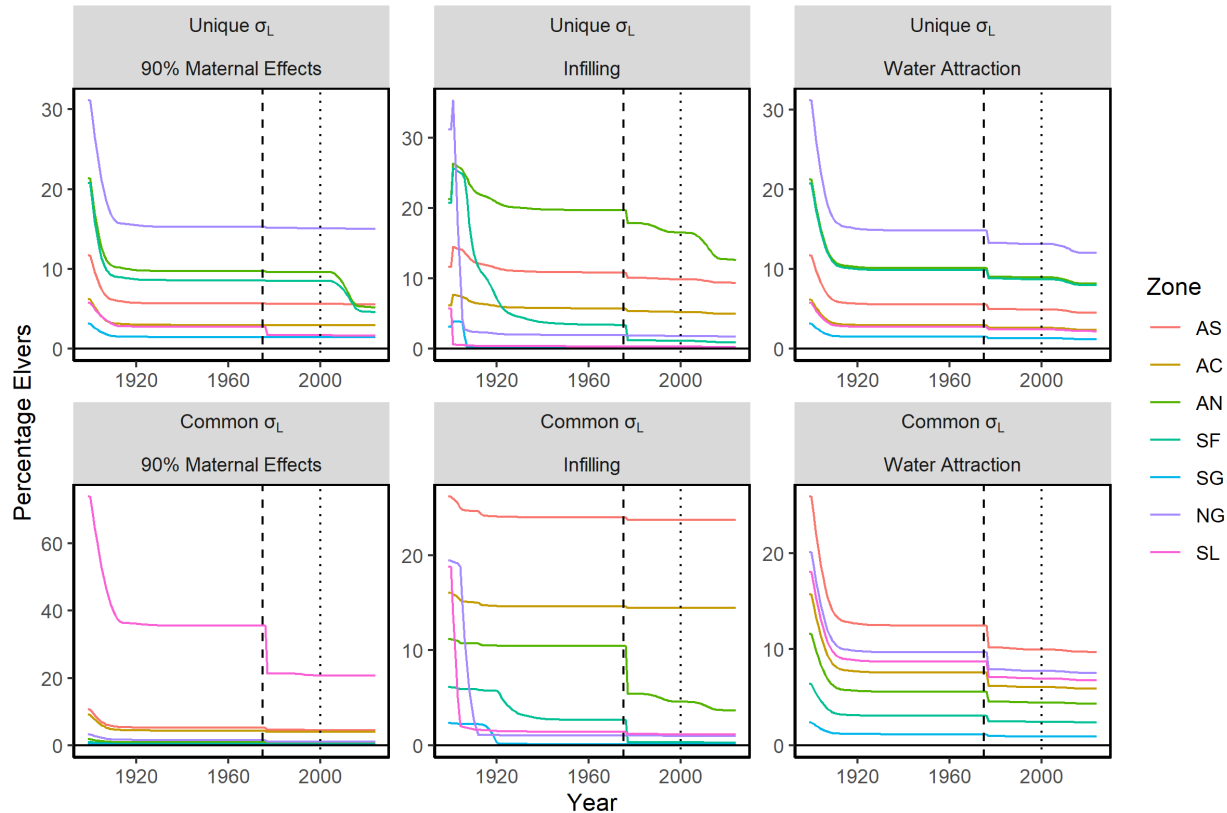 Unique σL
90% Maternal Effects
Unique σL
Infilling
Unique σL
Water Attraction
30
20
10
0
1920
1960
2000
30
20
10
0
1920
1960
2000
30
20
10
0
1920
1960
2000
Common σL
90% Maternal Effects
Common σL
Infilling
Common σL
Water Attraction
60
40
20
0
1920
1960
2000
20
10
0
1920
1960
2000
20
10
0
1920
1960
2000
Percentage Elvers
Year
Zone
AS
AC
AN
SF
SG
NG
SL